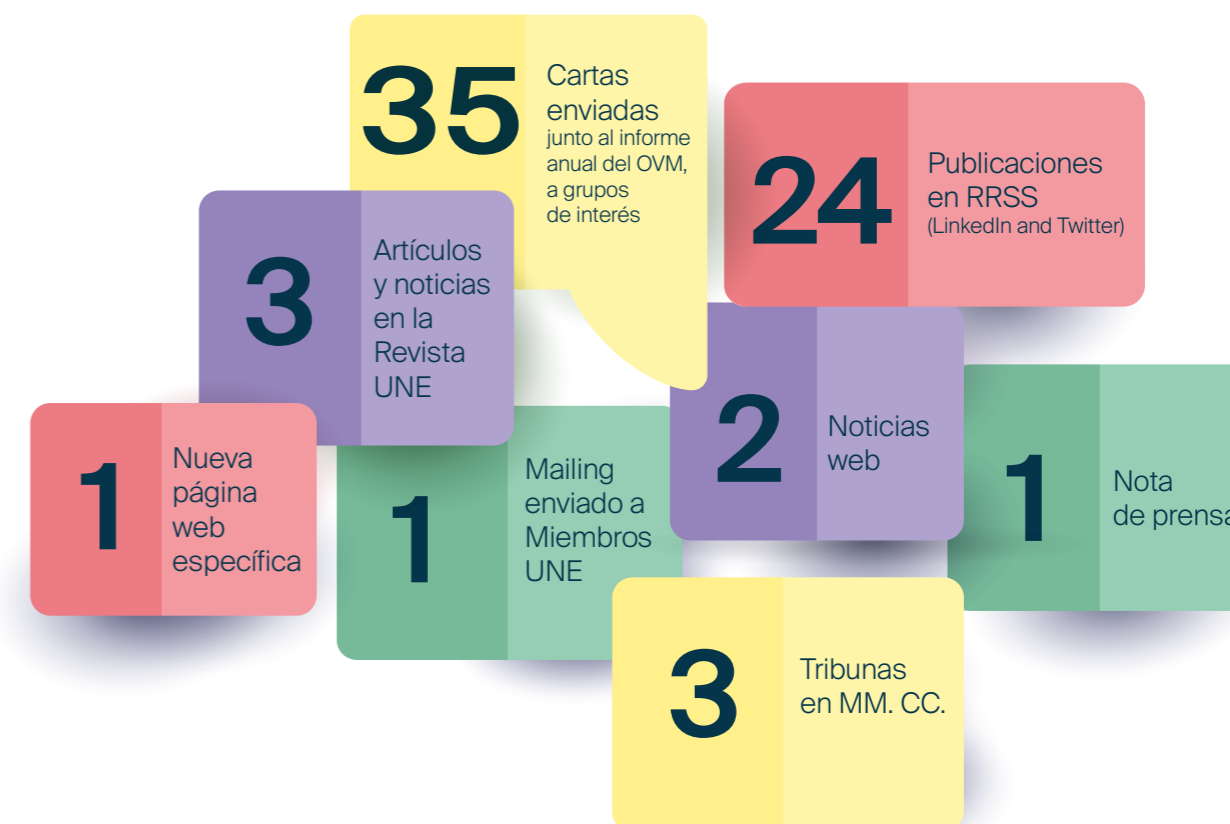 35
Cartas
enviadas
junto al informe
anual del OVM,
a grupos
de interés
24
Publicaciones
en RRSS
(LinkedIn and Twitter)
3
Artículos
y noticias
en la
Revista
UNE
2
Noticias
web
1
Nueva
página
web
específica
1
Mailing
enviado a
Miembros
UNE
1
Nota
de prensa
3
Tribunas
en MM. CC.